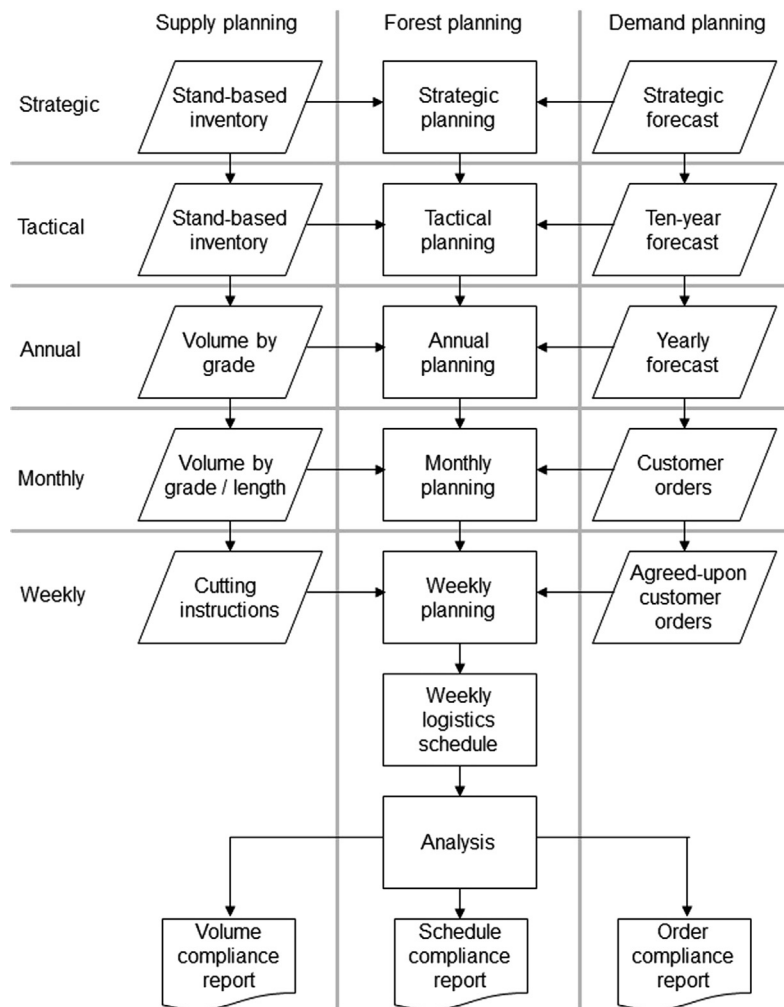 Supply planning
Forest planning
Demand planning
Strategic
Stand-based
inventory
Strategic
planning
Strategic
forecast
Tactical
Stand-based
inventory
Tactical
planning
Ten-year
forecast
Annual
Volume by
grade
Annual
planning
Yearly
forecast
Monthly
Volume by
grade / length
Monthly
planning
Customer
orders
Weekly
Cutting
instructions
Weekly
planning
Agreed-upon
customer
orders
Weekly
logistics
schedule
Analysis
Volume
compliance
report
Schedule
compliance
report
Order
compliance
report